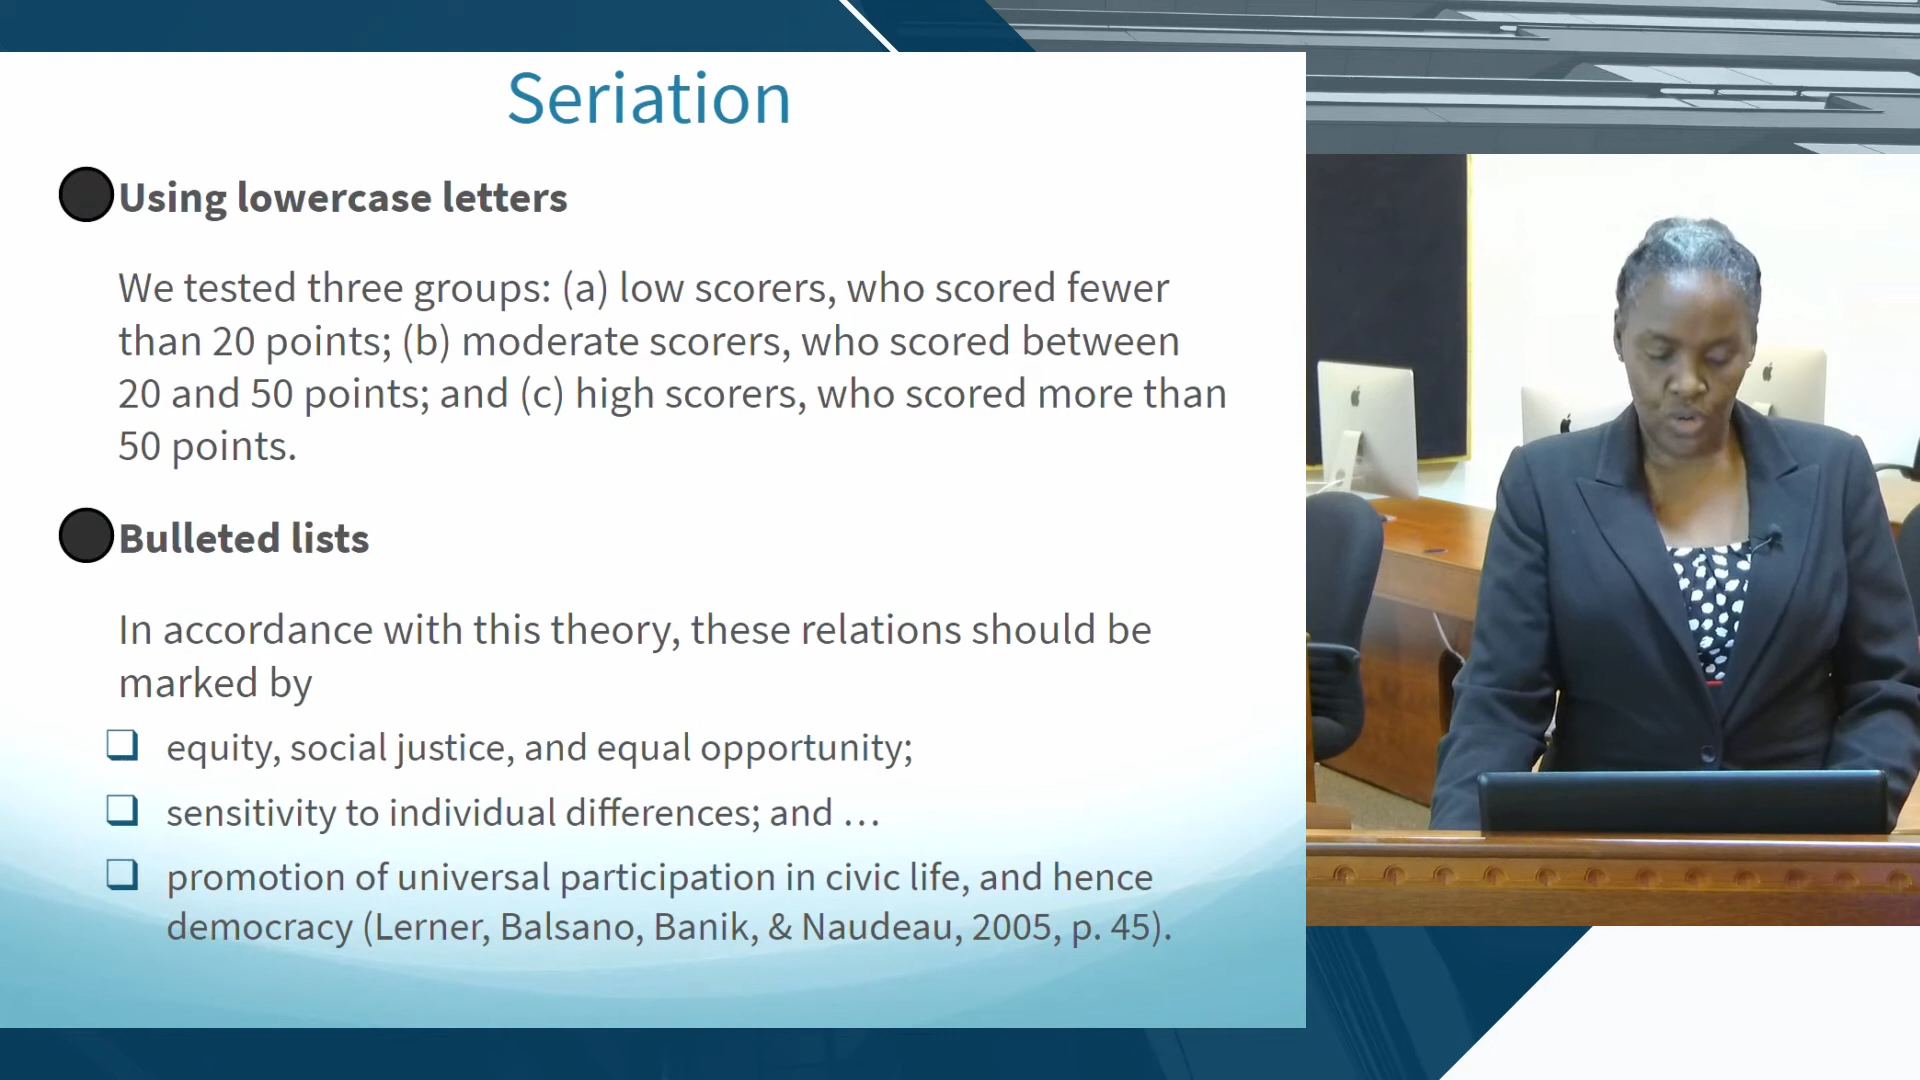 Seriation
Using lowercase letters
We tested three groups: (a) low scorers, who scored fewer
than 20 points; (b) moderate scorers, who scored between
20 and 50 points; and (c) high scorers, who scored more than
50 points.
Bulleted lists
In accordance with this theory, these relations should be
marked by
equity, social justice, and equal opportunity;
sensitivity to individual differences; and …
promotion of universal participation in civic life, and hence
democracy (Lerner, Balsano, Banik, & Naudeau, 2005, p. 45).